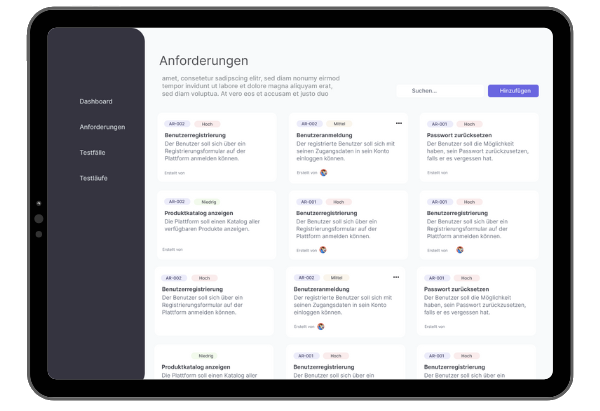 Anforderungen
amet, consetetur sadipscing elitr, sed diam nonumy eirmod
tempor invidunt ut labore et dolore magna aliquyam erat,
sed diam voluptua. At vero eos et accusam et justo duo
Suchen...
Hinzufügen
Dashboard
Anforderungen
Testfälle
Testläufe
AR-002 Hoch
Benutzerregistrierung
Der Benutzer soll sich über ein
Registrierungsformular auf der
Plattform anmelden können.
Erstellt von
AR-002 Mittel
Benutzeranmeldung
Der registrierte Benutzer soll sich mit
seinen Zugangsdaten in sein Konto
einloggen können.
Erstellt von
AR-001 Hoch
Passwort zurücksetzen
Der Benutzer soll die Möglichkeit
haben, sein Passwort zurückzusetzen,
falls er es vergessen hat.
Erstellt von
AR-002 Niedrig
Produktkatalog anzeigen
Die Plattform soll einen Katalog aller
verfügbaren Produkte anzeigen.
Erstellt von
AR-001 Hoch
Benutzerregistrierung
Der Benutzer soll sich über ein
Registrierungsformular auf der
Plattform anmelden können.
Erstellt von
AR-001 Hoch
Benutzerregistrierung
Der Benutzer soll sich über ein
Registrierungsformular auf der
Plattform anmelden können.
Erstellt von
AR-002 Hoch
Benutzerregistrierung
Der Benutzer soll sich über ein
Registrierungsformular auf der
Plattform anmelden können.
AR-002 Mittel
Benutzeranmeldung
Der registrierte Benutzer soll sich mit
seinen Zugangsdaten in sein Konto
einloggen können.
Erstellt von
AR-001 Hoch
Passwort zurücksetzen
Der Benutzer soll die Möglichkeit
haben, sein Passwort zurückzusetzen,
falls er es vergessen hat.
Erstellt von
Niedrig
Produktkatalog anzeigen
Die Plattform soll einen Katalog aller
AR-001 Hoch
Benutzerregistrierung
Der Benutzer soll sich über ein
AR-001 Hoch
Benutzerregistrierung
Der Benutzer soll sich über ein